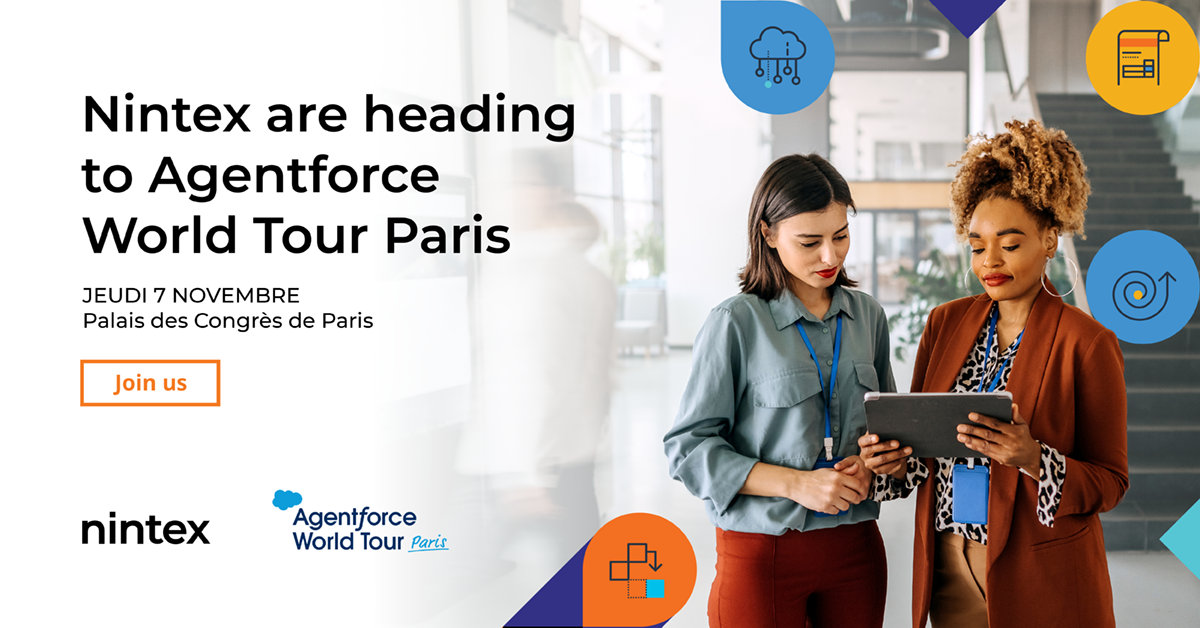 Nintex are heading
to Agentforce
World Tour Paris
JEUDI 7 NOVEMBRE
Palais des Congrès de Paris
Join us
nintex
Agentforce
World Tour Paris